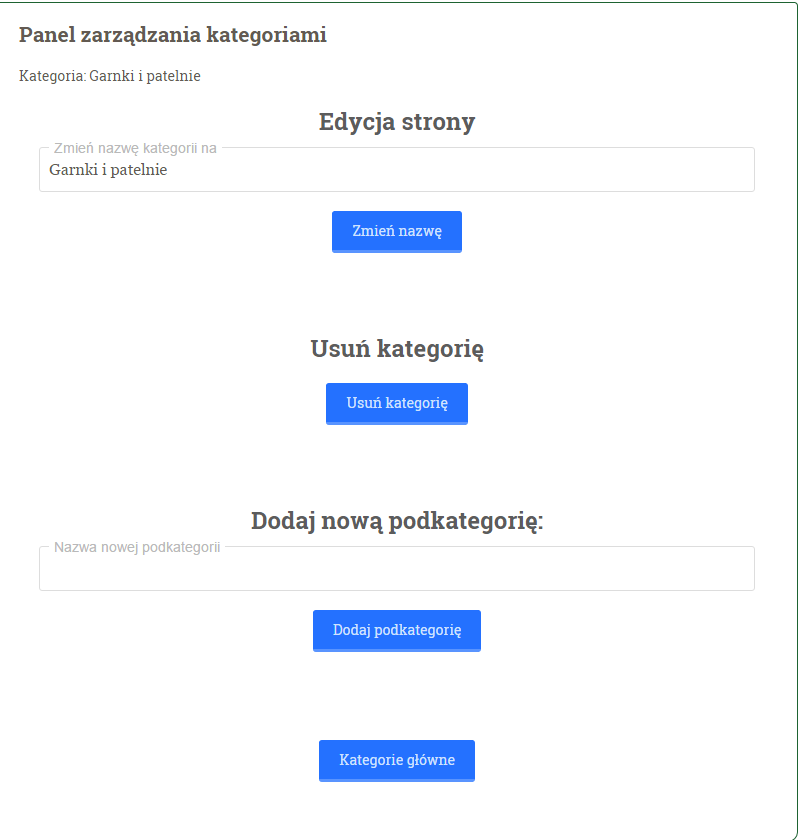 Panel zarządzania kategoriami
Kategoria: Garnki i patelnie
Edycja strony
Zmień nazwę kategorii na
Garnki i patelnie
Zmień nazwę
Usuń kategorię
Usuń kategorię
Dodaj nową podkategorię:
Nazwa nowej podkategorii
Dodaj podkategorię
Kategorie główne